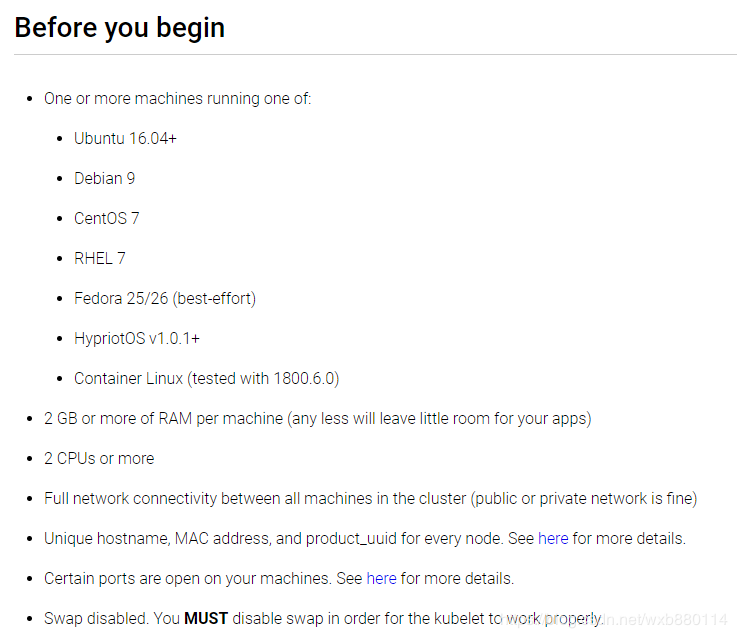 Before you begin
One or more machines running one of:
Ubuntu 16.04+
Debian 9
CentOS 7
RHEL 7
Fedora 25/26 (best-effort)
HypriotOS v1.0.1+
Container Linux (tested with 1800.6.0)
2 GB or more of RAM per machine (any less will leave little room for your apps)
2 CPUs or more
Full network connectivity between all machines in the cluster (public or private network is fine)
Unique hostname, MAC address, and product_uuid for every node. See here for more details.
Certain ports are open on your machines. See here for more details.
Swap disabled. You MUST disable swap in order for the kubelet to work properly.